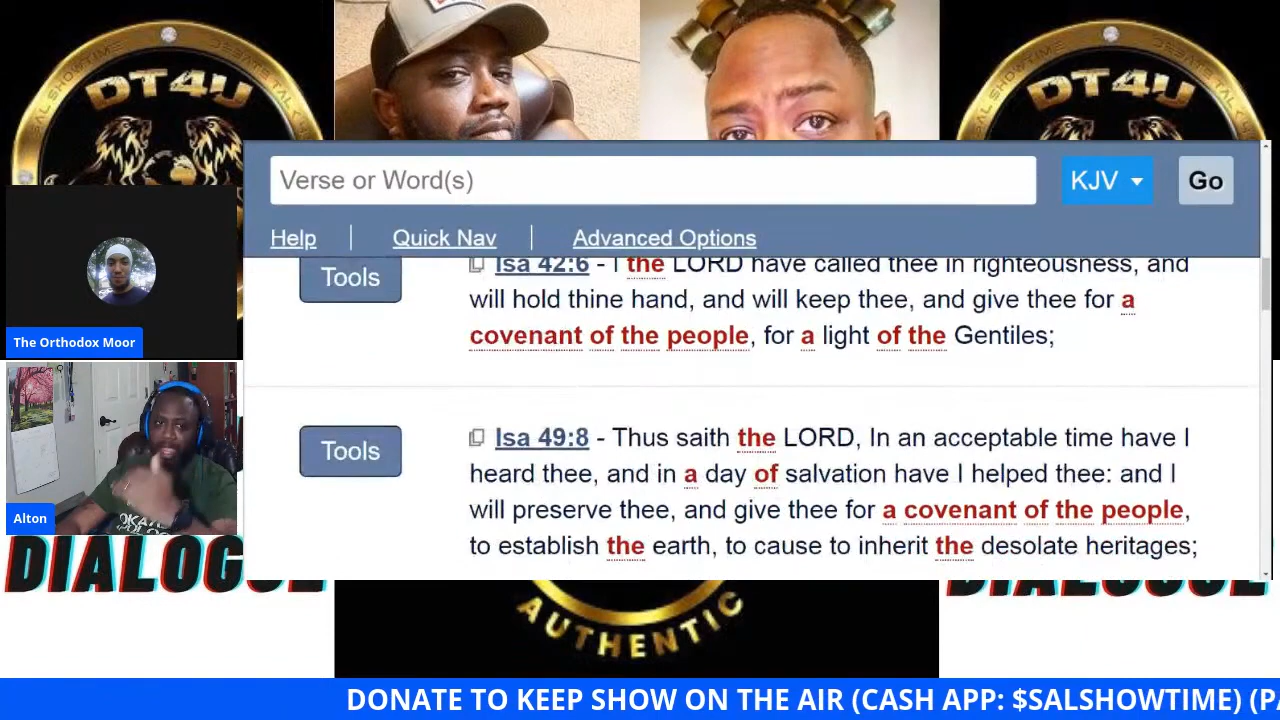 DT4U
DT4U
Verse or Word(s)
KJV
Go
Help
Quick Nav
Advanced Options
Tools
Isa 42:6 - I the LORD have called thee in righteousness, and
will hold thine hand, and will keep thee, and give thee for a
covenant of the people, for a light of the Gentiles;
The Orthodox Moor
Tools
Isa 49:8 - Thus saith the LORD, In an acceptable time have I
heard thee, and in a day of salvation have I helped thee: and I
will preserve thee, and give thee for a covenant of the people,
to establish the earth, to cause to inherit the desolate heritages;
Alton
DIALOGUE
AUTHENTIC
DONATE TO KEEP SHOW ON THE AIR (CASH APP: $SALSHOWTIME) (PA